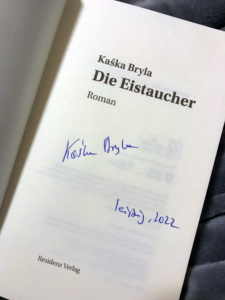 Kaśka Bryla
Die Eistaucher
Roman
Kaśka Bryla
Leipzig, 2022
Residenz Verlag